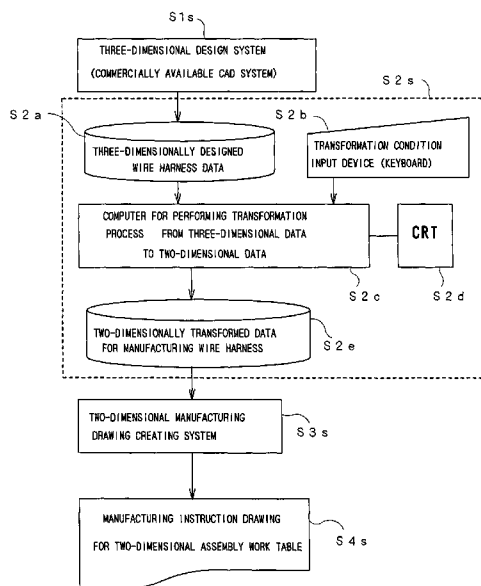 S1s
THREE-DIMENSIONAL DESIGN SYSTEM
(COMMERCIALLY AVAILABLE CAD SYSTEM)
S2s
S2a
S2b
THREE-DIMENSIONALLY DESIGNED
WIRE HARNESS DATA
TRANSFORMATION CONDITION
INPUT DEVICE (KEYBOARD)
COMPUTER FOR PERFORMING TRANSFORMATION
PROCESS FROM THREE-DIMENSIONAL DATA
TO TWO-DIMENSIONAL DATA
CRT
S2c
S2d
TWO-DIMENSIONALLY TRANSFORMED DATA
FOR MANUFACTURING WIRE HARNESS
S2e
TWO-DIMENSIONAL MANUFACTURING
DRAWING CREATING SYSTEM
S3s
MANUFACTURING INSTRUCTION DRAWING
FOR TWO-DIMENSIONAL ASSEMBLY WORK TABLE
S4s